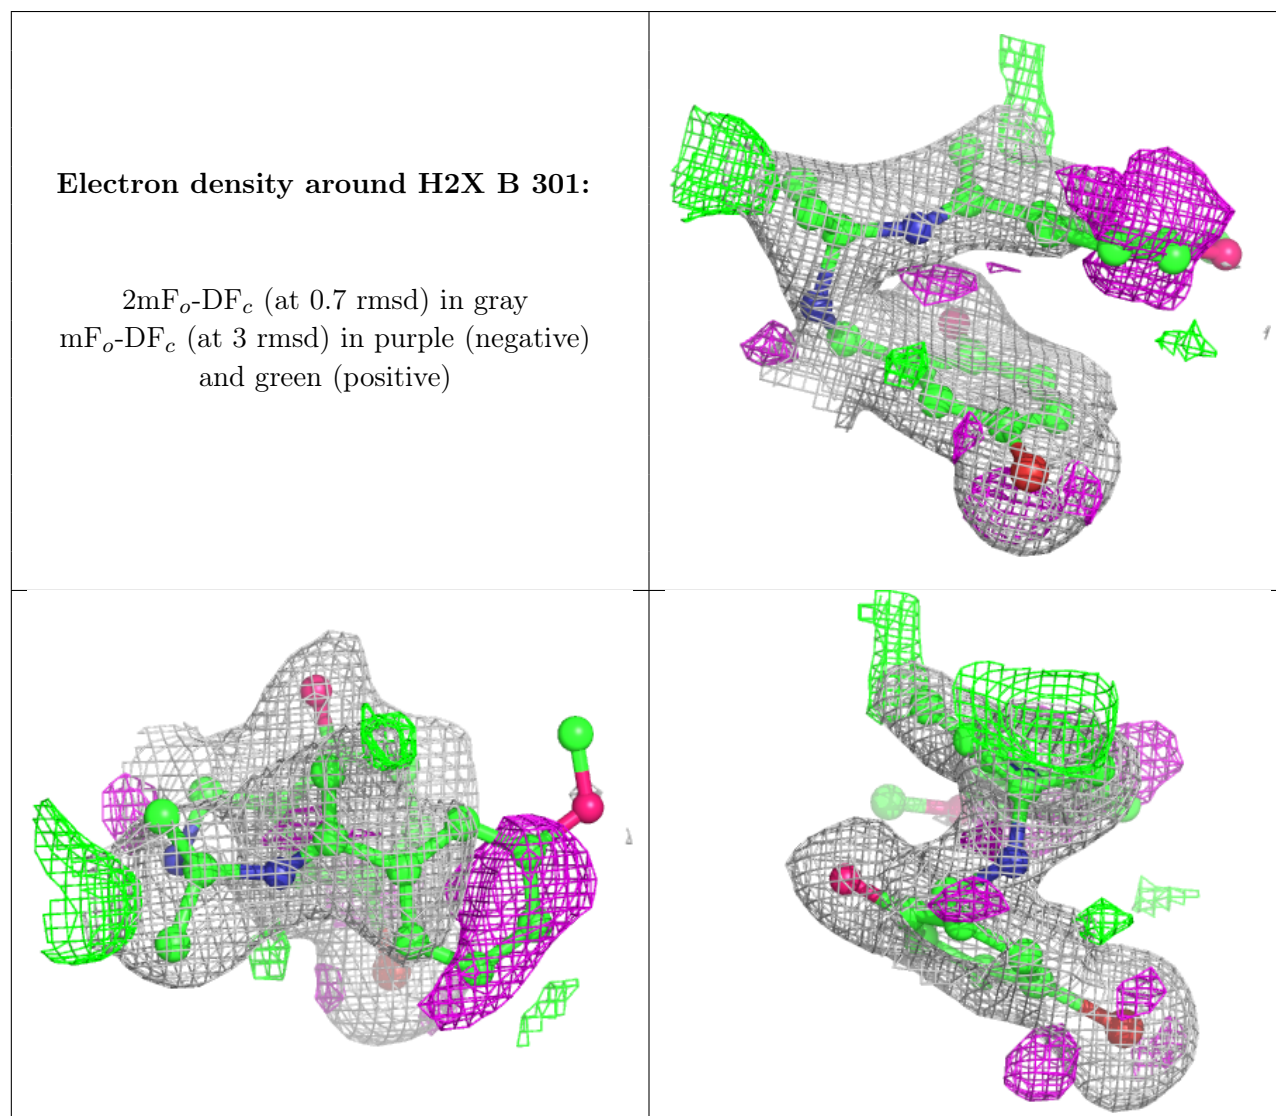 Electron density around H2X B 301:
2mFo-DFc (at 0.7 rmsd) in gray
mFo-DFc (at 3 rmsd) in purple (negative)
and green (positive)